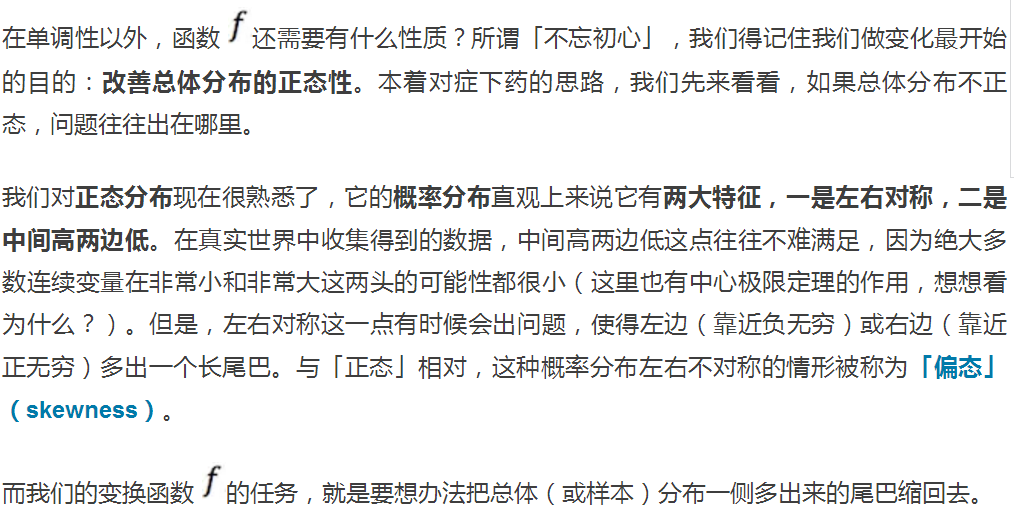 在单调性以外，函数 f 还需要有什么性质？所谓「不忘初心」，我们得记住我们做变化最开始
的目的：改善总体分布的正态性。本着对症下药的思路，我们先来看看，如果总体分布不正
态，问题往往出在哪里。
我们对正态分布现在很熟悉了，它的概率分布直观上来说它有两大特征，一是左右对称，二是
中间高两边低。在真实世界中收集得到的数据，中间高两边低这点往往不难满足，因为绝大多
数连续变量在非常小和非常大这两头的可能性都很小（这里也有中心极限定理的作用，想想看
为什么？）。但是，左右对称这一点有时候会出问题，使得左边（靠近负无穷）或右边（靠近
正无穷）多出一个长尾巴。与「正态」相对，这种概率分布左右不对称的情形被称为「偏态」
（skewness）。
而我们的变换函数 f 的任务，就是要想办法把总体（或样本）分布一侧多出来的尾巴缩回去。